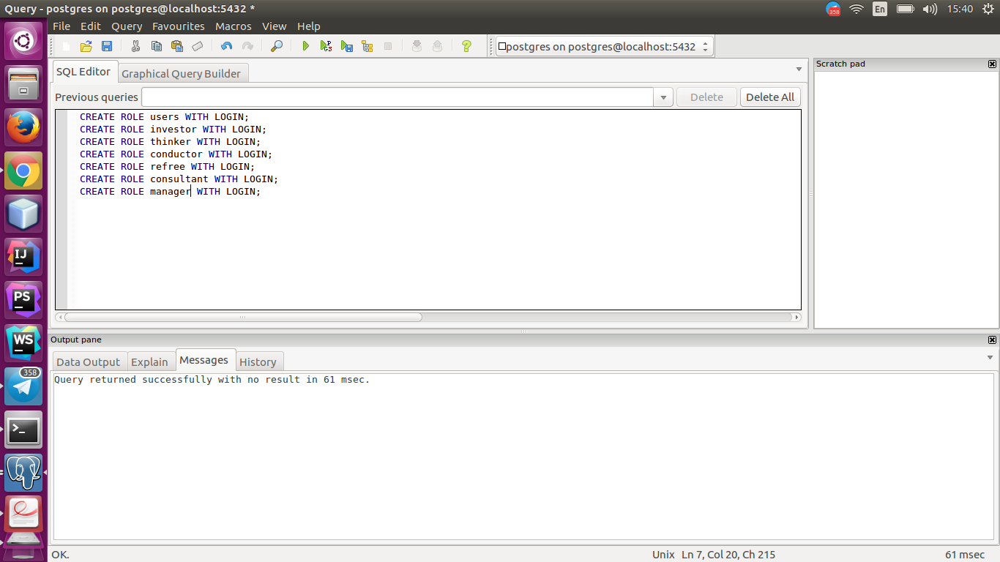 Query - postgres on postgres@localhost:5432 *
358
En
15:40
File Edit Query Favourites Macros View Help
postgres on postgres@localhost:5432
SQL Editor
Graphical Query Builder
Scratch pad
Previous queries
Delete
Delete All
CREATE ROLE users WITH LOGIN;
CREATE ROLE investor WITH LOGIN;
CREATE ROLE thinker WITH LOGIN;
CREATE ROLE conductor WITH LOGIN;
CREATE ROLE refree WITH LOGIN;
CREATE ROLE consultant WITH LOGIN;
CREATE ROLE manager WITH LOGIN;
IJ
PS
WS
358
>_
Output pane
Data Output Explain Messages History
Query returned successfully with no result in 61 msec.
OK.
Unix Ln 7, Col 20, Ch 215
61 msec